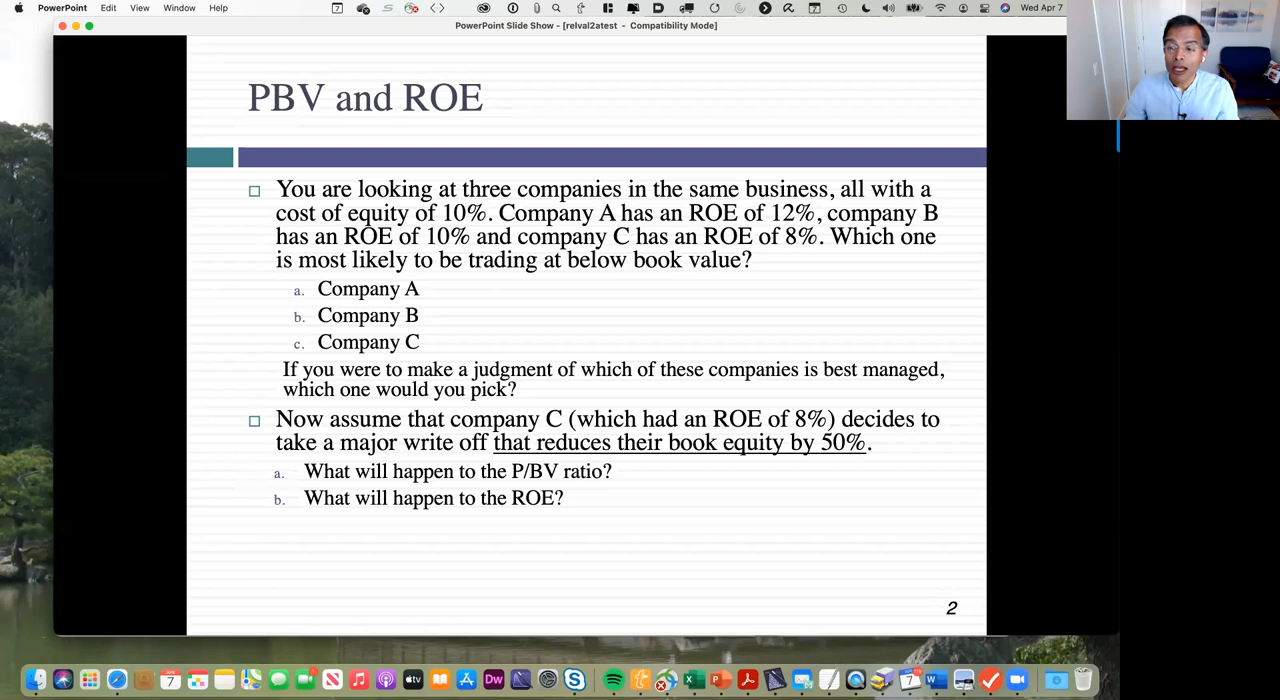 PowerPoint Edit View Window Help
Wed Apr 7
PowerPoint Slide Show - [relval2atest - Compatibility Mode]
PBV and ROE
You are looking at three companies in the same business, all with a
cost of equity of 10%. Company A has an ROE of 12%, company B
has an ROE of 10% and company C has an ROE of 8%. Which one
is most likely to be trading at below book value?
a. Company A
b. Company B
c. Company C
If you were to make a judgment of which of these companies is best managed,
which one would you pick?
Now assume that company C (which had an ROE of 8%) decides to
take a major write off that reduces their book equity by 50%.
a. What will happen to the P/BV ratio?
b. What will happen to the ROE?
2